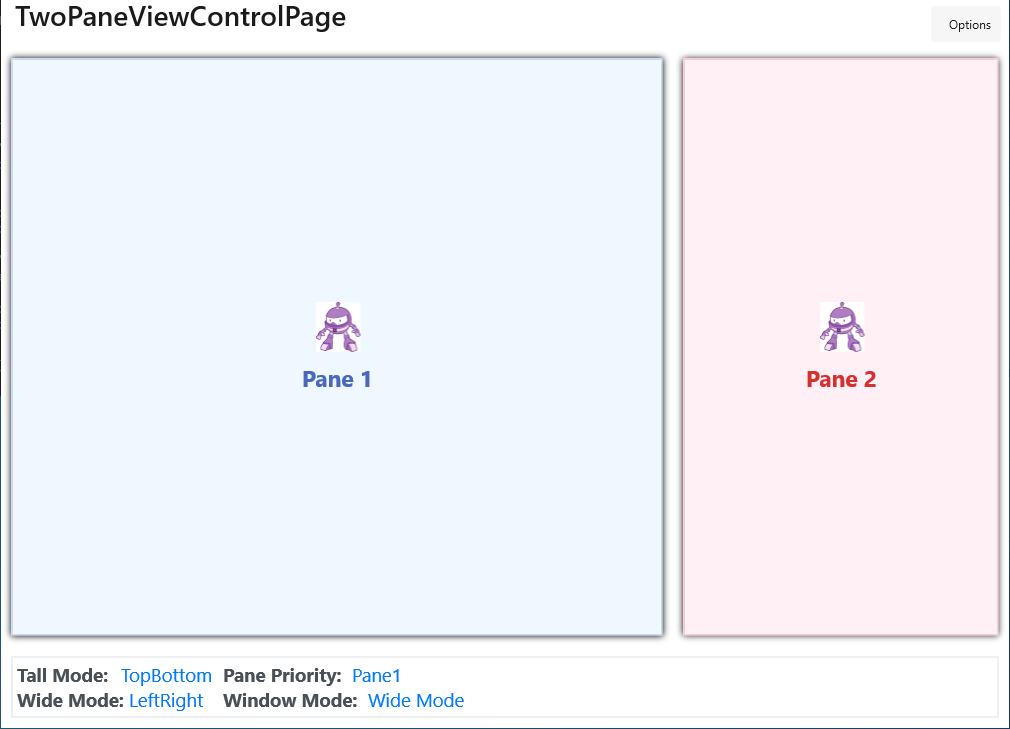 TwoPaneViewControlPage
Options
Pane 1
Pane 2
Tall Mode: TopBottom Pane Priority: Pane1
Wide Mode: LeftRight Window Mode: Wide Mode